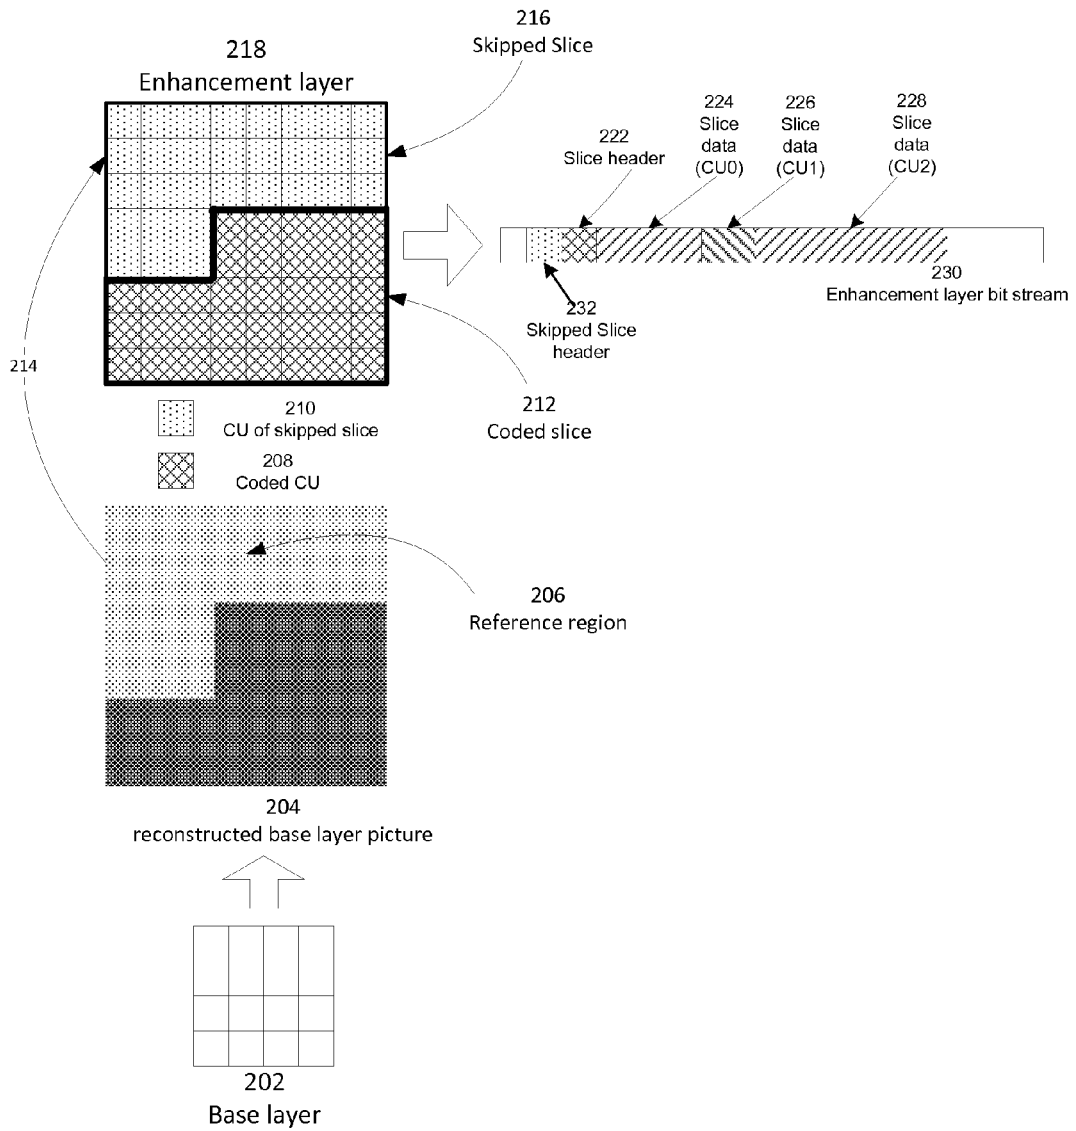 216
Skipped Slice
218
Enhancement layer
224
Slice
data
(CU0)
226
Slice
data
(CU1)
228
Slice
data
(CU2)
222
Slice header
230
Enhancement layer bit stream
232
Skipped Slice
header
214
212
Coded slice
210
CU of skipped slice
208
Coded CU
206
Reference region
204
reconstructed base layer picture
202
Base layer